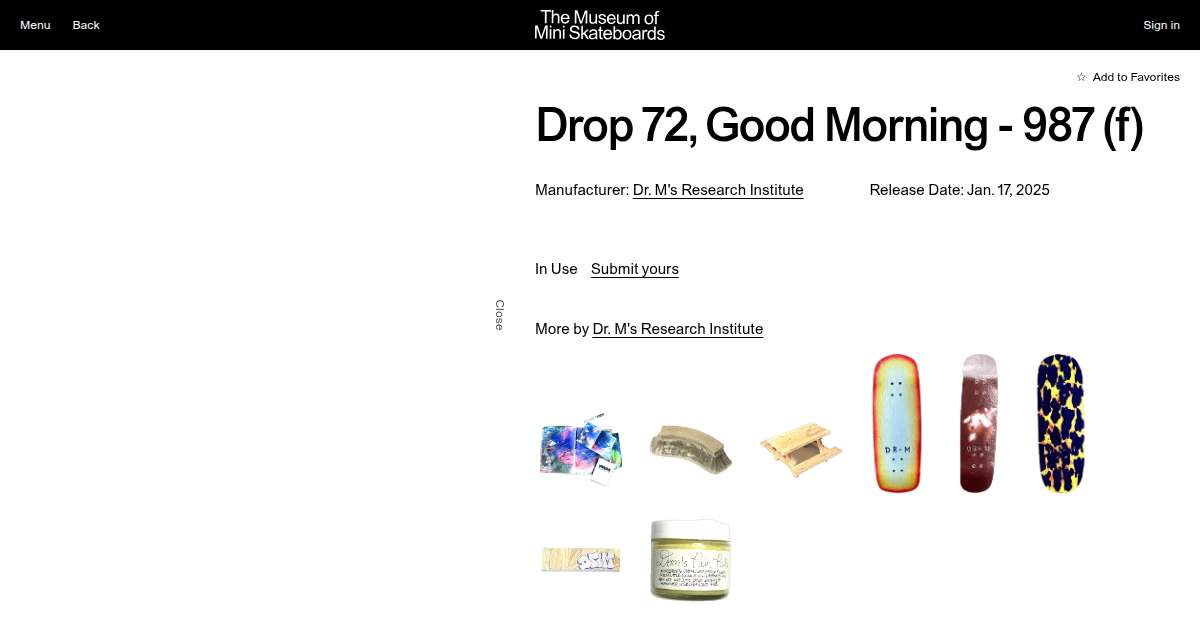 Menu
Back
The Museum of
Mini Skateboards
Sign in
☆ Add to Favorites
Drop 72, Good Morning - 987 (f)
Manufacturer: Dr. M's Research Institute
Release Date: Jan. 17, 2025
In Use
Submit yours
Close
More by Dr. M's Research Institute
DR·M